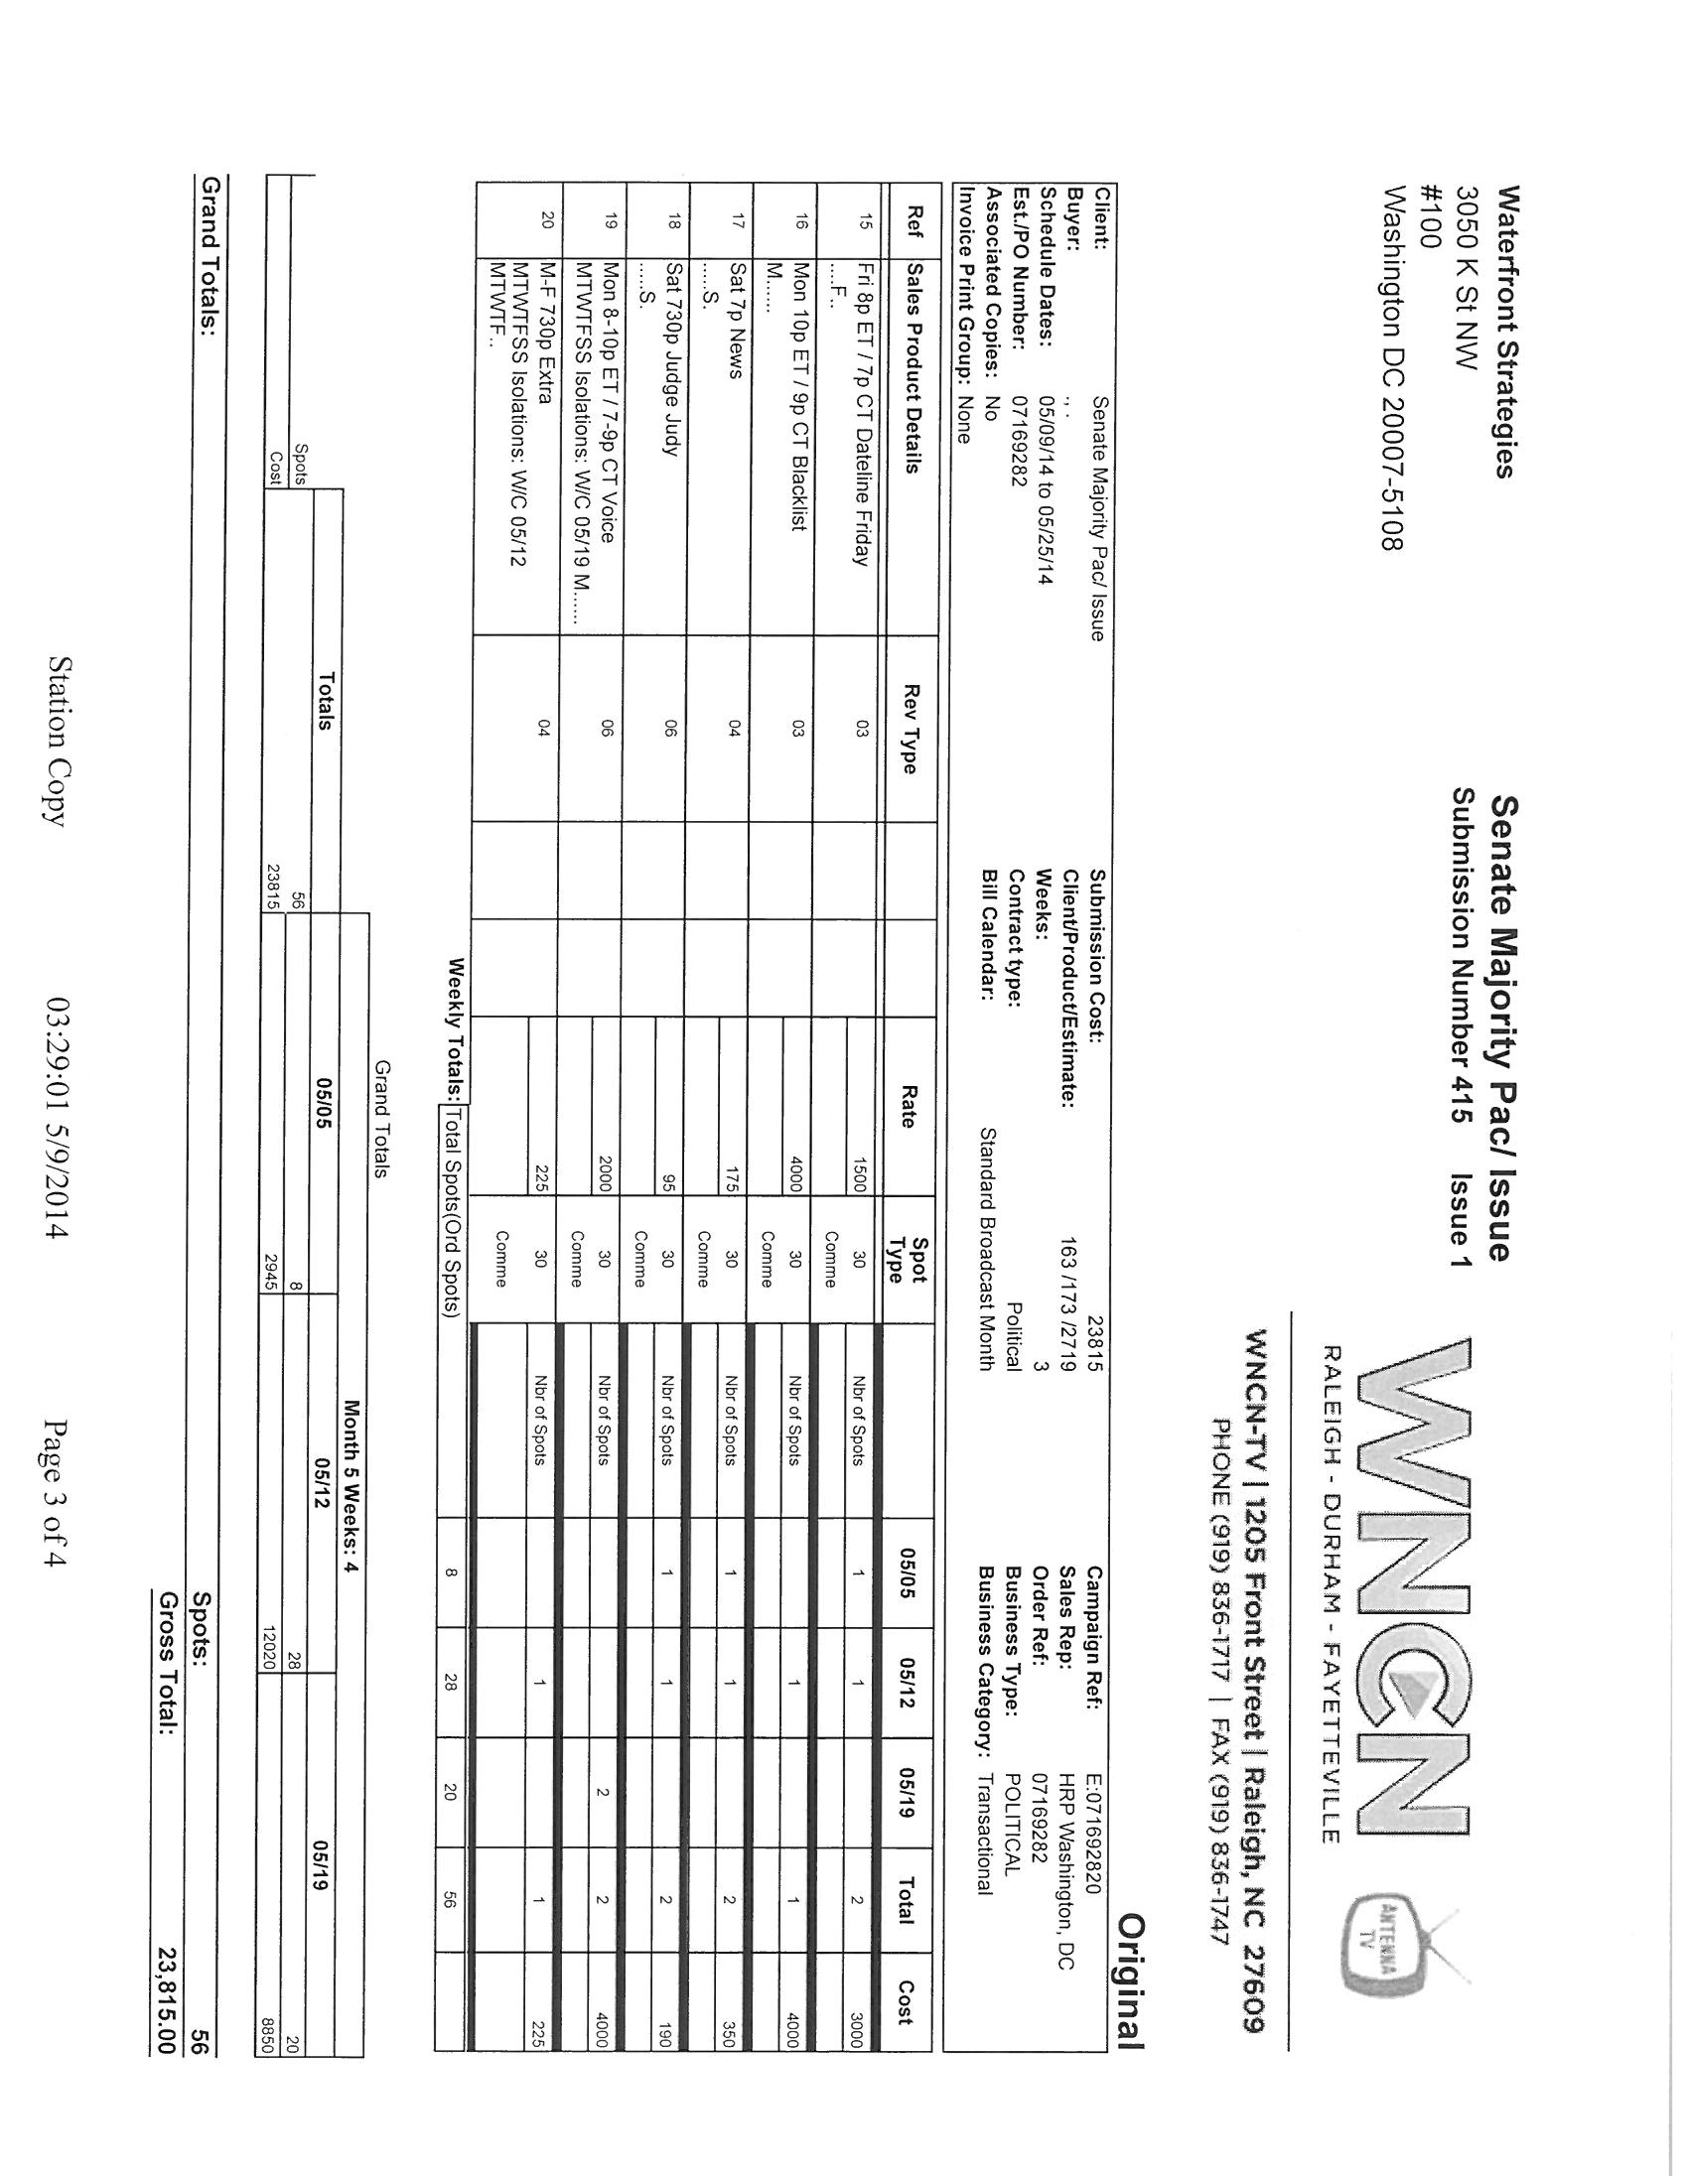 Waterfront Strategies
3050 K St NW
#100
Washington DC 20007-5108
Senate Majority Pac/ Issue
Submission Number 415 Issue 1
WNCN
ANTENNA TV
RALEIGH - DURHAM - FAYETTEVILLE
WNCN-TV | 1205 Front Street | Raleigh, NC 27609
PHONE (919) 836-1717 | FAX (919) 836-1747
Original
Client: Senate Majority Pac/ Issue Submission Cost: 23815 Campaign Ref: E:071692820
Buyer: ., . Client/Product/Estimate: 163 /173 /2719 Sales Rep: HRP Washington, DC
Schedule Dates: 05/09/14 to 05/25/14 Weeks: 3 Order Ref: 07169282
Est./PO Number: 07169282 Contract type: Political Business Type: POLITICAL
Associated Copies: No Bill Calendar: Standard Broadcast Month Business Category: Transactional
Invoice Print Group: None
Ref Sales Product Details Rev Type Rate Spot Type 05/05 05/12 05/19 Total Cost
15 Fri 8p ET / 7p CT Dateline Friday 03 1500 30 Nbr of Spots 1 1 2 3000
....F.. Comme
16 Mon 10p ET / 9p CT Blacklist 03 4000 30 Nbr of Spots 1 1 4000
M...... Comme
17 Sat 7p News 04 175 30 Nbr of Spots 1 1 2 350
.....S. Comme
18 Sat 730p Judge Judy 06 95 30 Nbr of Spots 1 1 2 190
.....S. Comme
19 Mon 8-10p ET / 7-9p CT Voice 06 2000 30 Nbr of Spots 2 2 4000
MTWTFSS Isolations: W/C 05/19 M...... Comme
20 M-F 730p Extra 04 225 30 Nbr of Spots 1 1 225
MTWTFSS Isolations: W/C 05/12 Comme
MTWTF..
Weekly Totals: Total Spots(Ord Spots) 8 28 20 56
Grand Totals
Month 5 Weeks: 4
Totals 05/05 05/12 05/19
Spots 56 8 28 20
Cost 23815 2945 12020 8850
Grand Totals: Spots: 56
Gross Total: 23,815.00
Station Copy 03:29:01 5/9/2014 Page 3 of 4